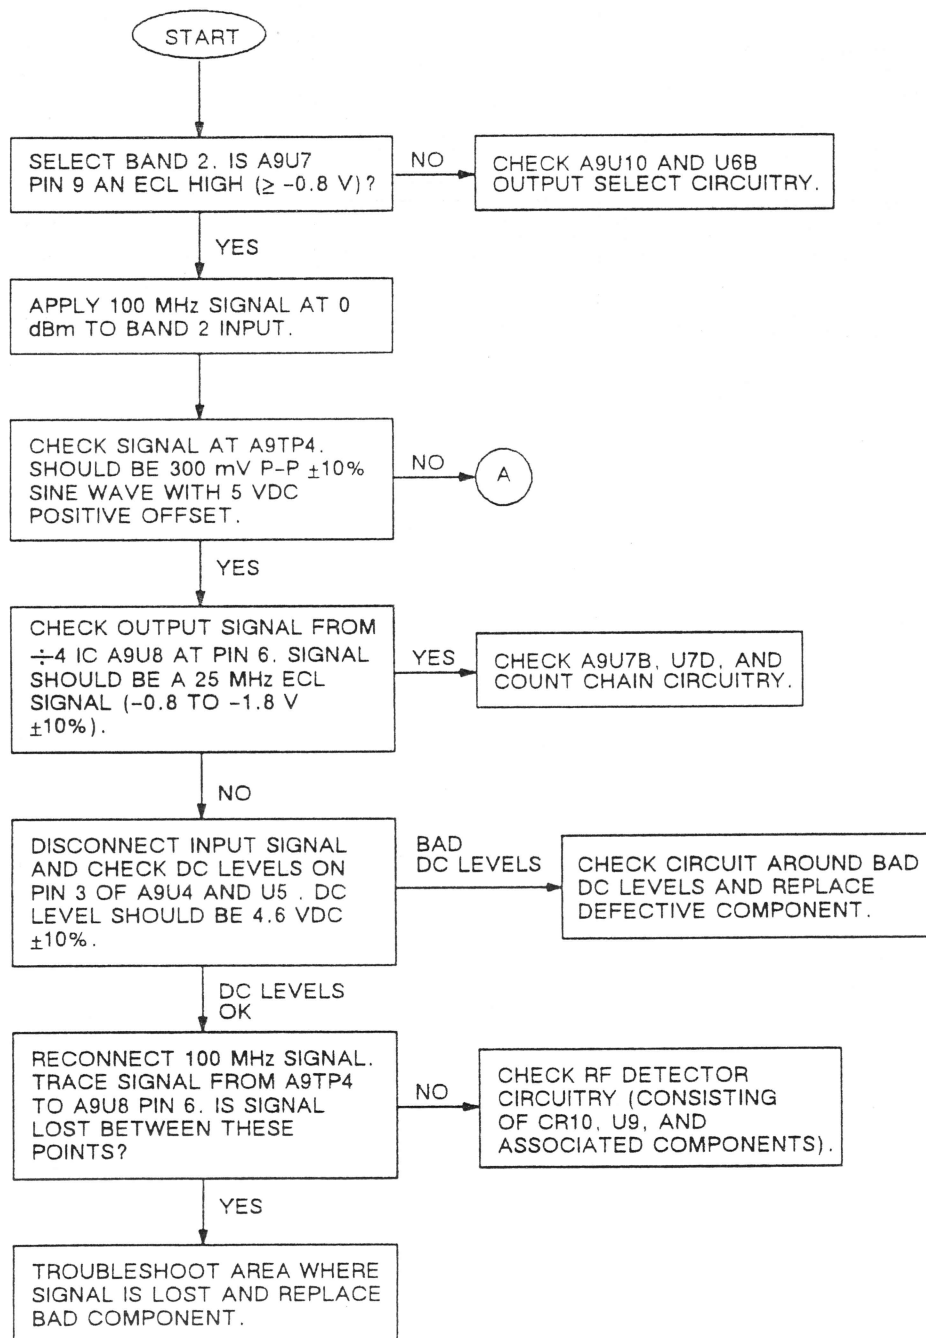 START
SELECT BAND 2. IS A9U7
PIN 9 AN ECL HIGH (≥ -0.8 V)?
NO
CHECK A9U10 AND U6B
OUTPUT SELECT CIRCUITRY.
YES
APPLY 100 MHz SIGNAL AT 0
dBm TO BAND 2 INPUT.
CHECK SIGNAL AT A9TP4.
SHOULD BE 300 mV P-P ±10%
SINE WAVE WITH 5 VDC
POSITIVE OFFSET.
NO
A
YES
CHECK OUTPUT SIGNAL FROM
÷4 IC A9U8 AT PIN 6. SIGNAL
SHOULD BE A 25 MHz ECL
SIGNAL (-0.8 TO -1.8 V
±10%).
YES
CHECK A9U7B, U7D, AND
COUNT CHAIN CIRCUITRY.
NO
DISCONNECT INPUT SIGNAL
AND CHECK DC LEVELS ON
PIN 3 OF A9U4 AND U5 . DC
LEVEL SHOULD BE 4.6 VDC
±10%.
BAD
DC LEVELS
CHECK CIRCUIT AROUND BAD
DC LEVELS AND REPLACE
DEFECTIVE COMPONENT.
DC LEVELS
OK
RECONNECT 100 MHz SIGNAL.
TRACE SIGNAL FROM A9TP4
TO A9U8 PIN 6. IS SIGNAL
LOST BETWEEN THESE
POINTS?
NO
CHECK RF DETECTOR
CIRCUITRY (CONSISTING
OF CR10, U9, AND
ASSOCIATED COMPONENTS).
YES
TROUBLESHOOT AREA WHERE
SIGNAL IS LOST AND REPLACE
BAD COMPONENT.